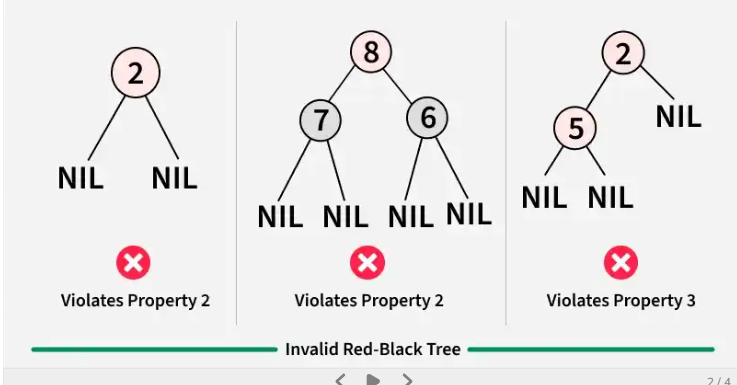 2
NIL NIL
Violates Property 2
8
7 6
NIL NIL NIL NIL
Violates Property 2
2
5 NIL
NIL NIL
Violates Property 3
Invalid Red-Black Tree
2 / 4